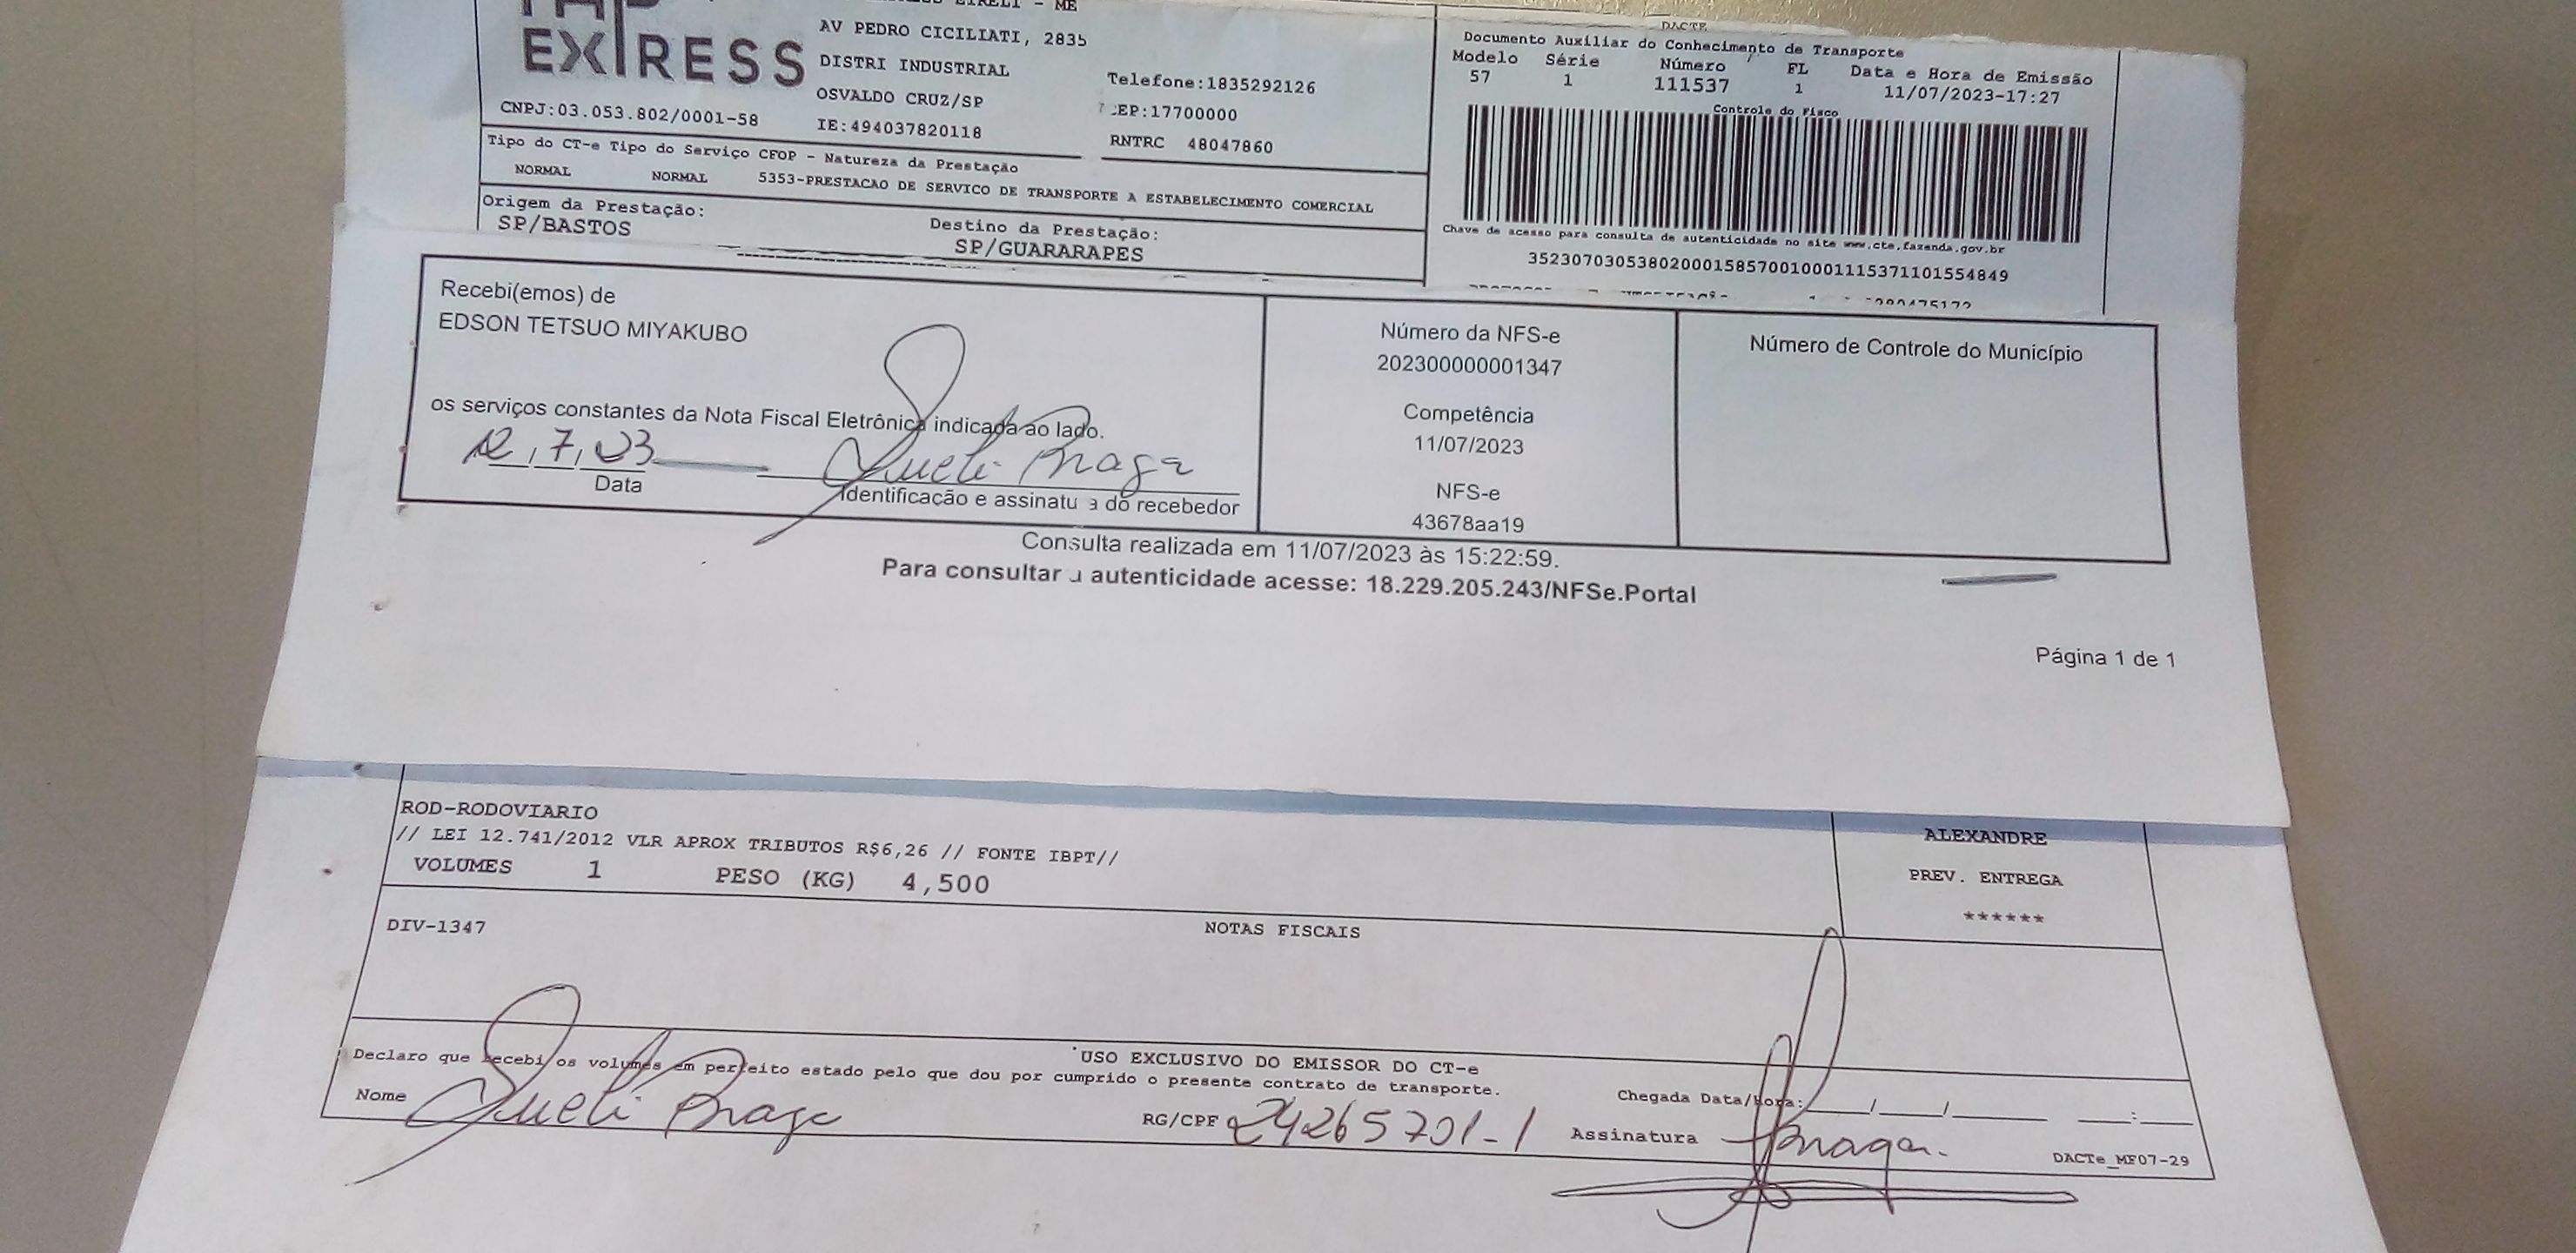 EXPRESS
EIRELI - ME
AV PEDRO CICILIATI, 2835
DISTRI INDUSTRIAL
OSVALDO CRUZ/SP
CNPJ:03.053.802/0001-58
IE:494037820118
Telefone:1835292126
CEP:17700000
RNTRC 48047860
Tipo do CT-e Tipo do Serviço CFOP - Natureza da Prestação
NORMAL NORMAL 5353-PRESTACAO DE SERVICO DE TRANSPORTE A ESTABELECIMENTO COMERCIAL
Origem da Prestação:
SP/BASTOS
Destino da Prestação:
SP/GUARARAPES
DACTE
Documento Auxiliar do Conhecimento de Transporte
Modelo Série Número FL Data e Hora de Emissão
57 1 111537 1 11/07/2023-17:27
Controle do Fisco
Chave de acesso para consulta de autenticidade no site www.cte.fazenda.gov.br
35230703053802000158570010001115371101554849
Recebi(emos) de
EDSON TETSUO MIYAKUBO
os serviços constantes da Nota Fiscal Eletrônica indicada ao lado.
12, 7, 23 Sueli Braga
Data
Identificação e assinatu a do recebedor
Número da NFS-e
202300000001347
Competência
11/07/2023
NFS-e
43678aa19
Número de Controle do Município
Consulta realizada em 11/07/2023 às 15:22:59.
Para consultar a autenticidade acesse: 18.229.205.243/NFSe.Portal
Página 1 de 1
ROD-RODOVIARIO
// LEI 12.741/2012 VLR APROX TRIBUTOS R$6,26 // FONTE IBPT//
VOLUMES 1 PESO (KG) 4,500
ALEXANDRE
PREV. ENTREGA
******
DIV-1347
NOTAS FISCAIS
USO EXCLUSIVO DO EMISSOR DO CT-e
Declaro que recebi os volumes em perfeito estado pelo que dou por cumprido o presente contrato de transporte.
Nome Sueli Braga
RG/CPF 24265701-1
Chegada Data/Hora: / / :
Assinatura SBraga
DACTe_MF07-29